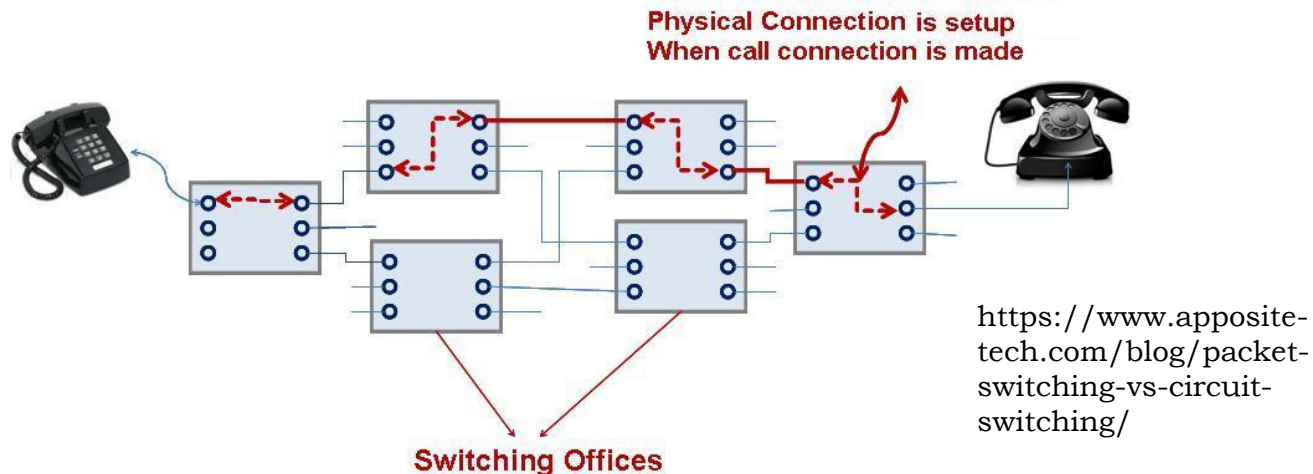 Physical Connection is setup
When call connection is made
https://www.apposite-
tech.com/blog/packet-
switching-vs-circuit-
switching/
Switching Offices